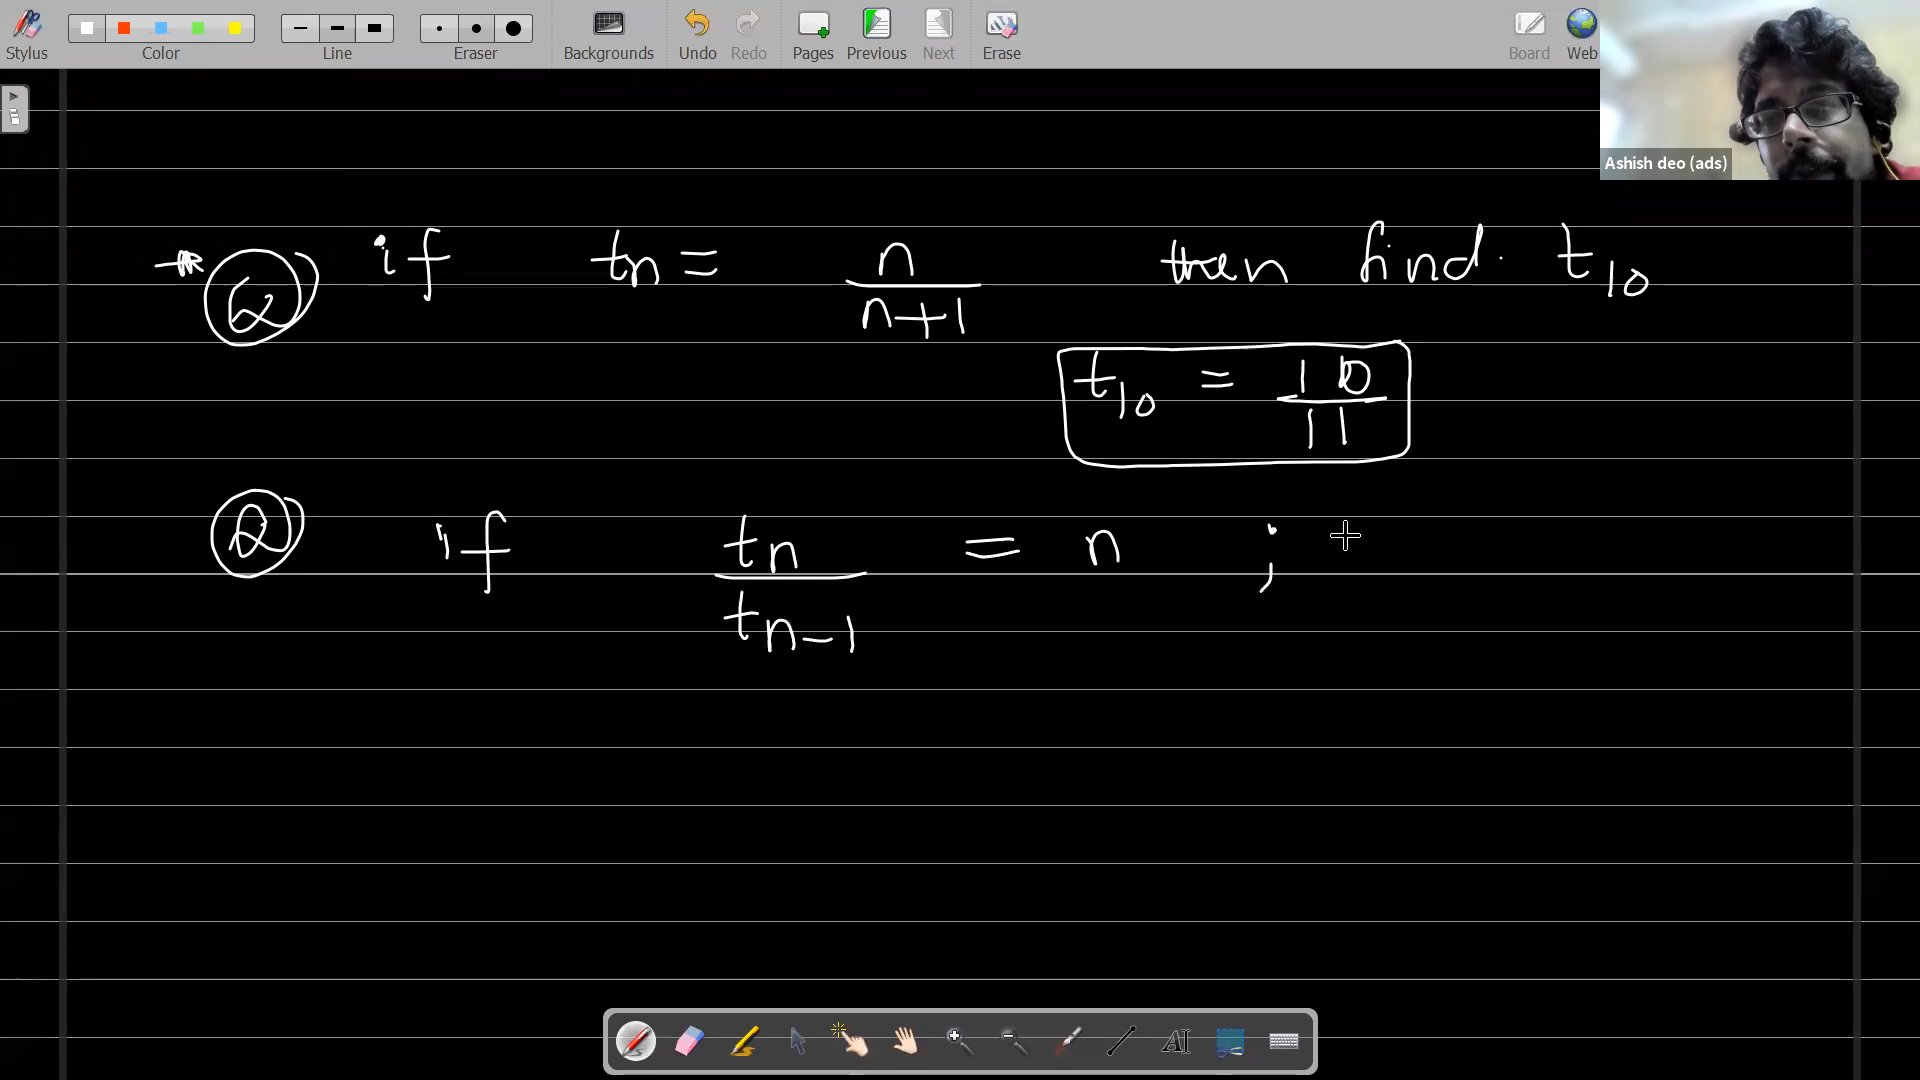 Stylus Color Line Eraser Backgrounds Undo Redo Pages Previous Next Erase Board Web
Ashish deo (ads)
Q) if tn = n/(n+1) then find t10
t10 = 10/11
Q) if tn/tn-1 = n ;